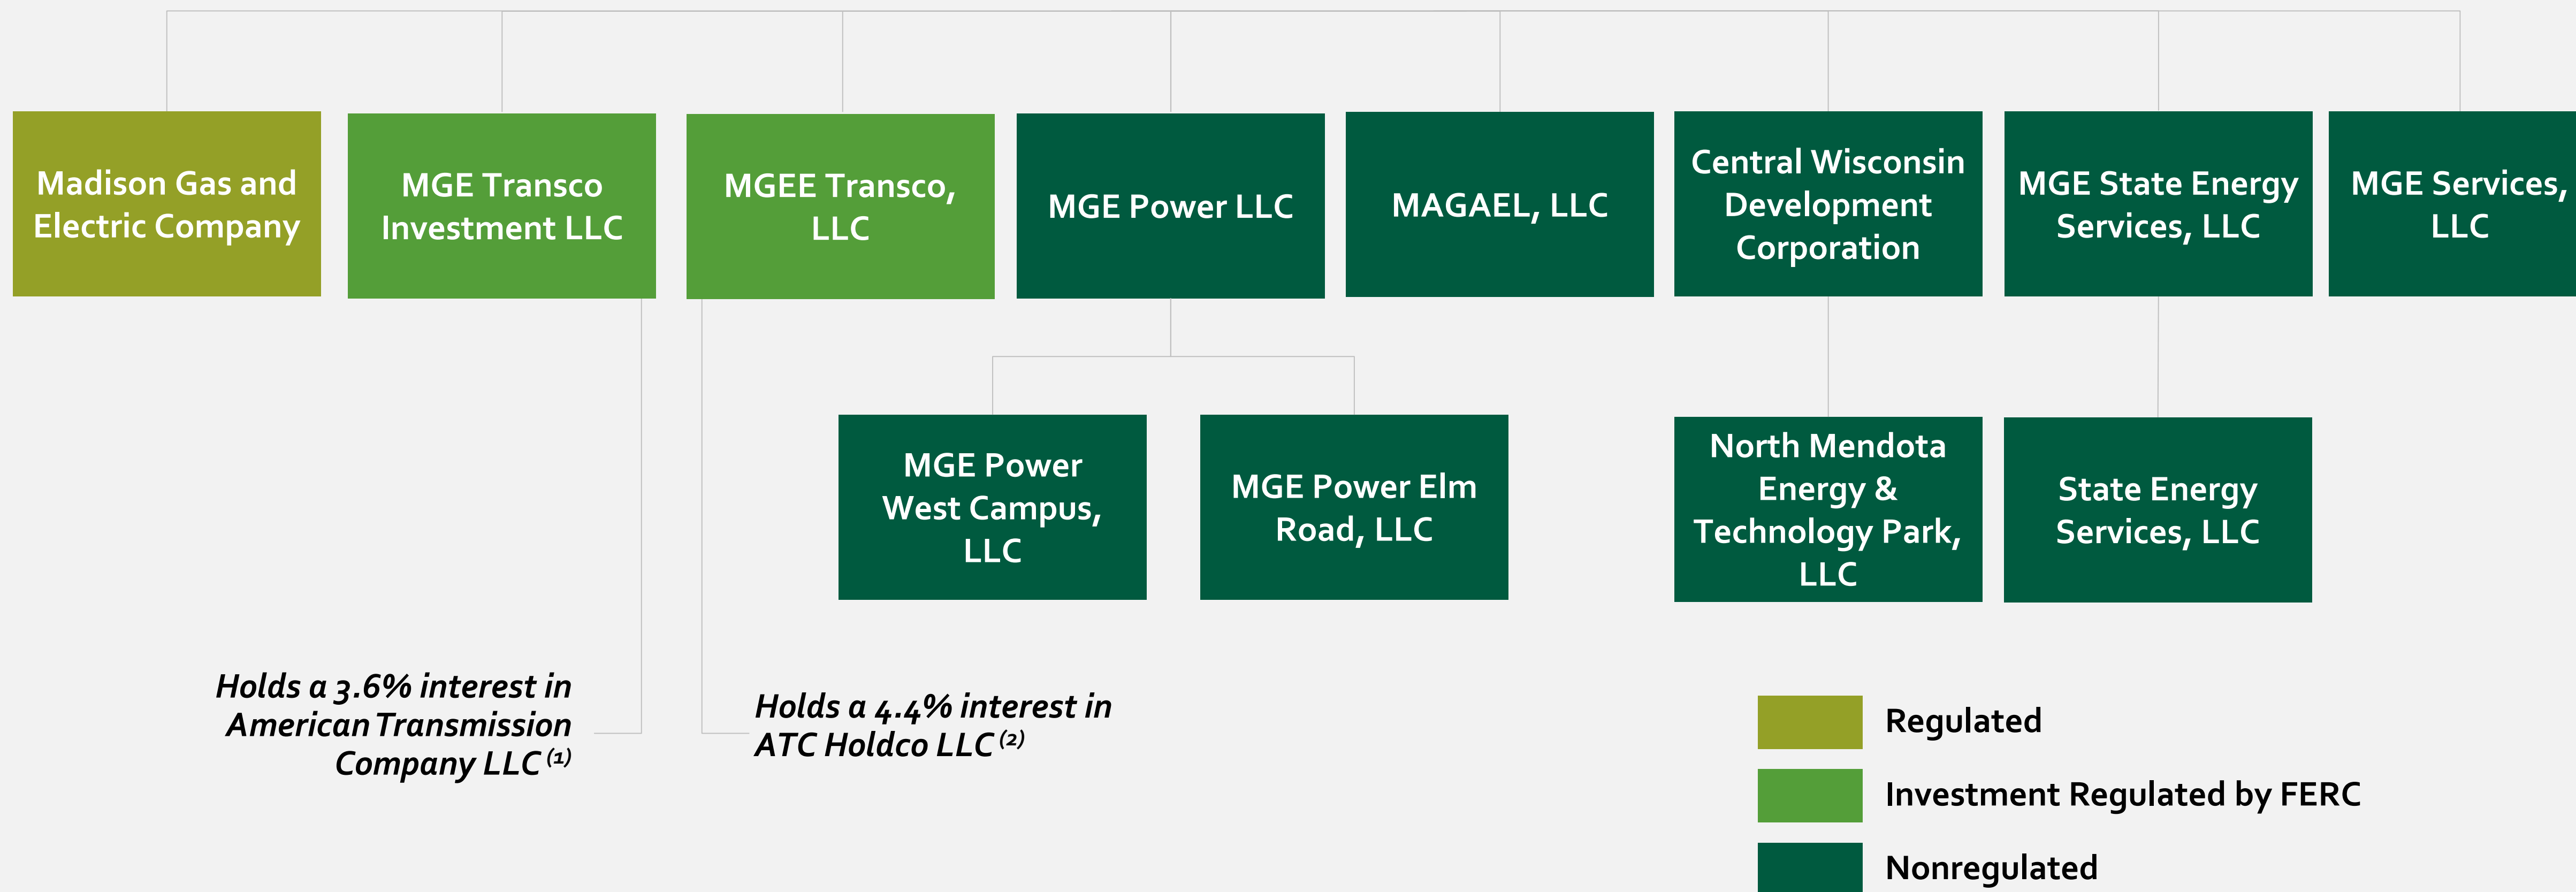 Madison Gas and
Electric Company
MGE Transco
Investment LLC
MGEE Transco,
LLC
MGE Power LLC
MAGAEL, LLC
Central Wisconsin
Development
Corporation
MGE State Energy
Services, LLC
MGE Services,
LLC
MGE Power
West Campus,
LLC
MGE Power Elm
Road, LLC
North Mendota
Energy &
Technology Park,
LLC
State Energy
Services, LLC
Holds a 3.6% interest in
American Transmission
Company LLC (1)
Holds a 4.4% interest in
ATC Holdco LLC (2)
Regulated
Investment Regulated by FERC
Nonregulated